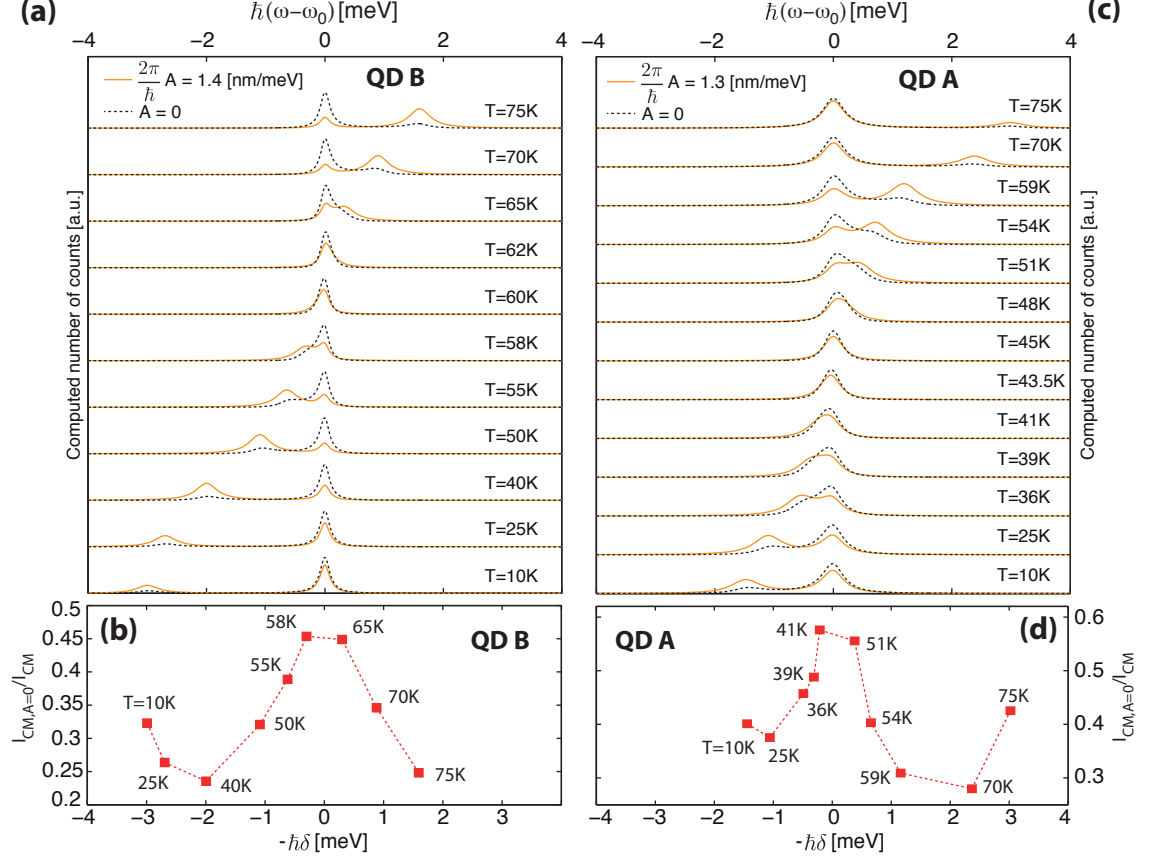 (a)
ħ(ω−ω₀) [meV]
−4 −2 0 2 4
2π/ħ A = 1.4 [nm/meV]
A = 0
QD B
T=75K
T=70K
T=65K
T=62K
T=60K
T=58K
T=55K
T=50K
T=40K
T=25K
T=10K
Computed number of counts [a.u.]
(c)
ħ(ω−ω₀) [meV]
−4 −2 0 2 4
2π/ħ A = 1.3 [nm/meV]
A = 0
QD A
T=75K
T=70K
T=59K
T=54K
T=51K
T=48K
T=45K
T=43.5K
T=41K
T=39K
T=36K
T=25K
T=10K
Computed number of counts [a.u.]
(b)
QD B
I_CM,A=0/I_CM
0.5
0.45
0.4
0.35
0.3
0.25
0.2
T=10K
25K
40K
50K
55K
58K
65K
70K
75K
−4 −3 −2 −1 0 1 2 3 4
-ħδ [meV]
QD A
(d)
I_CM,A=0/I_CM
0.6
0.5
0.4
0.3
T=10K
25K
36K
39K
41K
51K
54K
59K
70K
75K
−4 −3 −2 −1 0 1 2 3 4
-ħδ [meV]